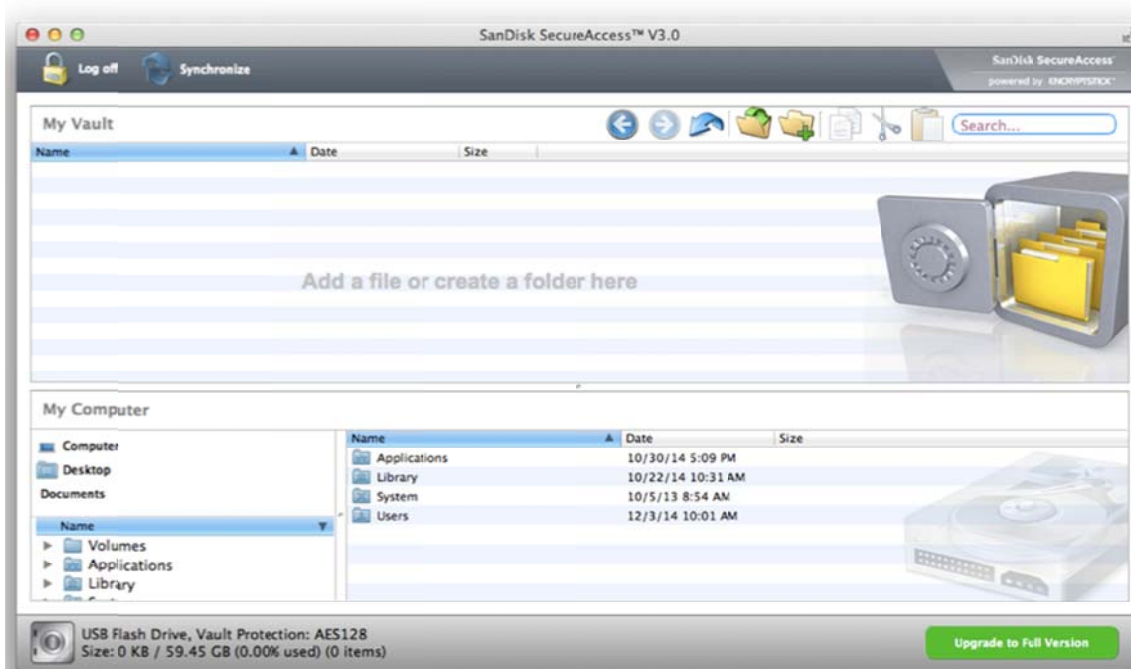 SanDisk SecureAccess™ V3.0
Log off Synchronize
SanDisk SecureAccess™
powered by ENCRYPTSTICK™
My Vault
Search...
Name Date Size
Add a file or create a folder here
My Computer
Computer
Desktop
Documents
Name
Volumes
Applications
Library
Name Date Size
Applications 10/30/14 5:09 PM
Library 10/22/14 10:31 AM
System 10/5/13 8:54 AM
Users 12/3/14 10:01 AM
USB Flash Drive, Vault Protection: AES128
Size: 0 KB / 59.45 GB (0.00% used) (0 items)
Upgrade to Full Version